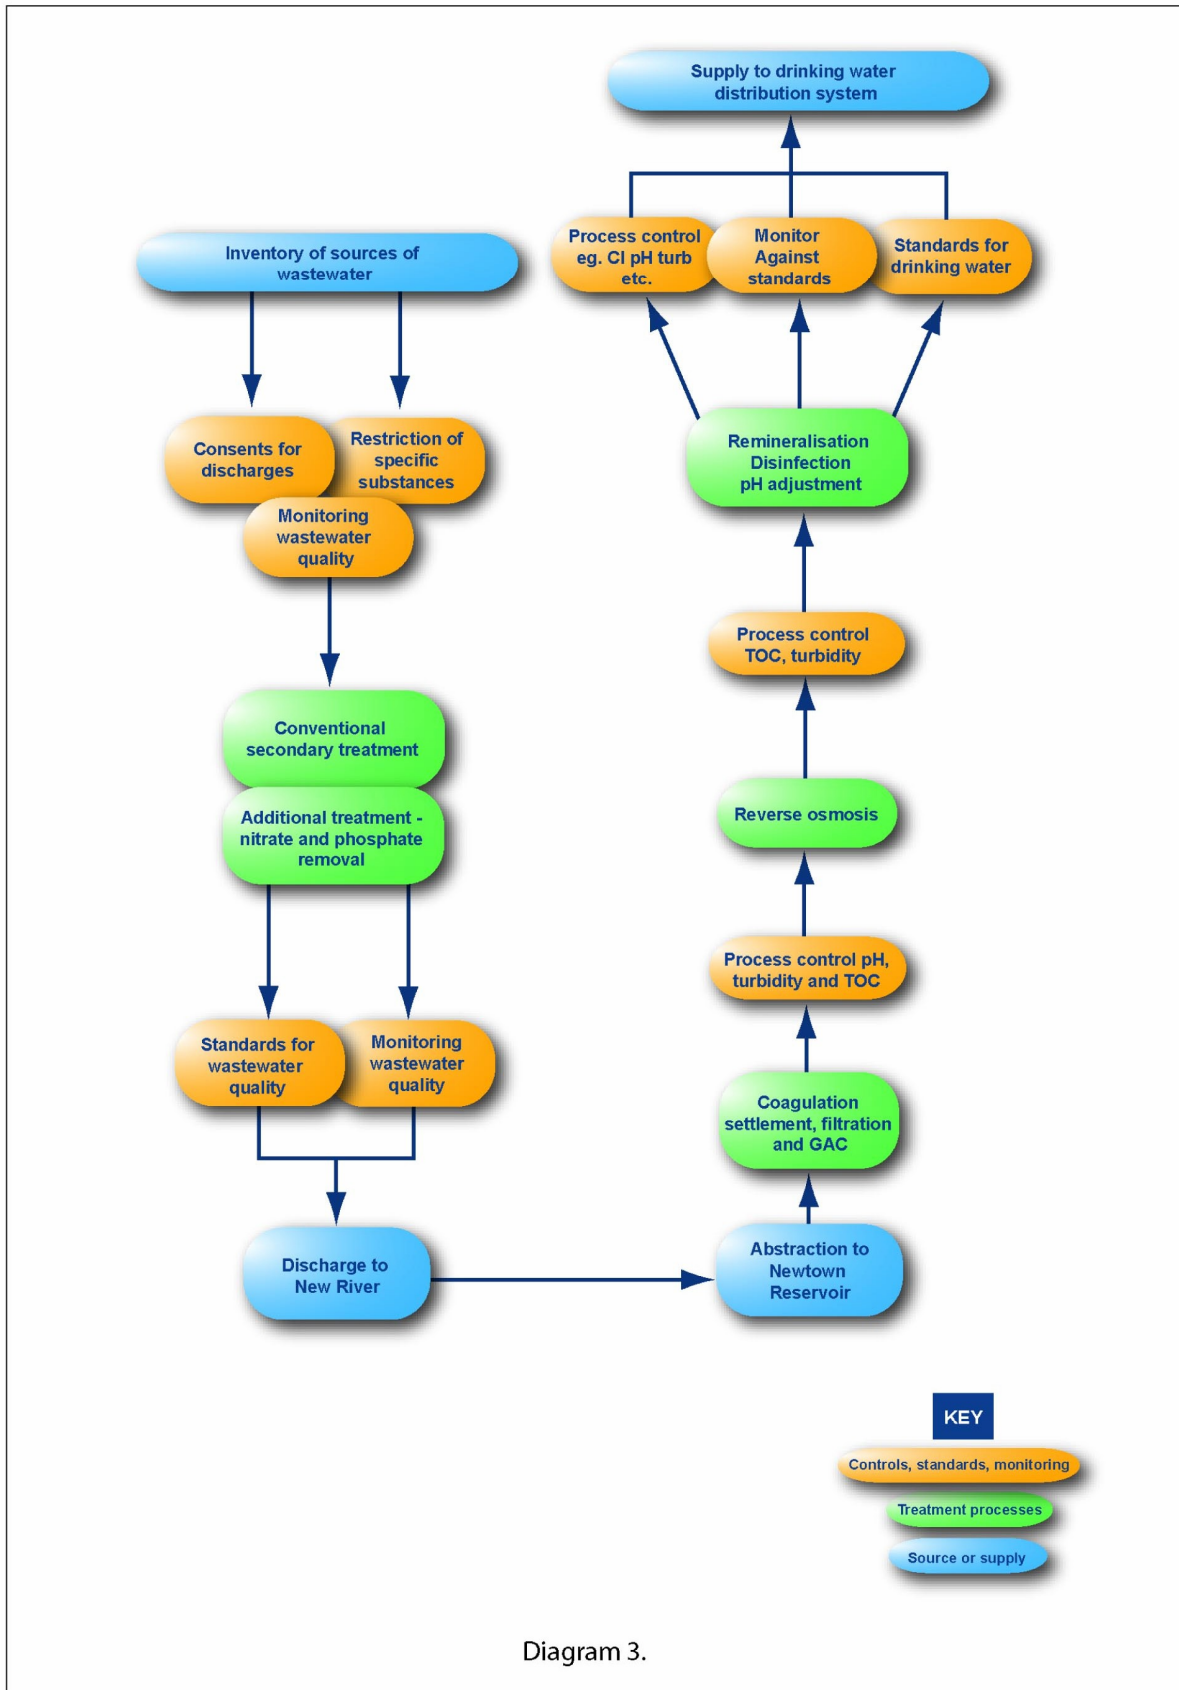 Inventory of sources of
wastewater
Consents for
discharges
Restriction of
specific
substances
Monitoring
wastewater
quality
Conventional
secondary treatment
Additional treatment -
nitrate and phosphate
removal
Standards for
wastewater
quality
Monitoring
wastewater
quality
Discharge to
New River
Abstraction to
Newtown
Reservoir
Coagulation
settlement, filtration
and GAC
Process control pH,
turbidity and TOC
Reverse osmosis
Process control
TOC, turbidity
Remineralisation
Disinfection
pH adjustment
Process control
eg. Cl pH turb
etc.
Monitor
Against
standards
Standards for
drinking water
Supply to drinking water
distribution system
KEY
Controls, standards, monitoring
Treatment processes
Source or supply
Diagram 3.